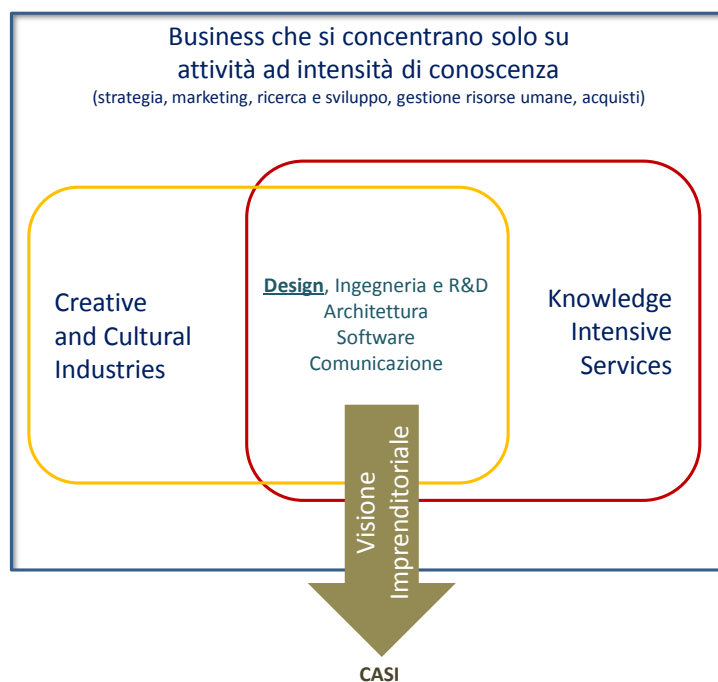 Business che si concentrano solo su
attività ad intensità di conoscenza
(strategia, marketing, ricerca e sviluppo, gestione risorse umane, acquisti)
Creative
and Cultural
Industries
Design, Ingegneria e R&D
Architettura
Software
Comunicazione
Knowledge
Intensive
Services
Visione
Imprenditoriale
CASI